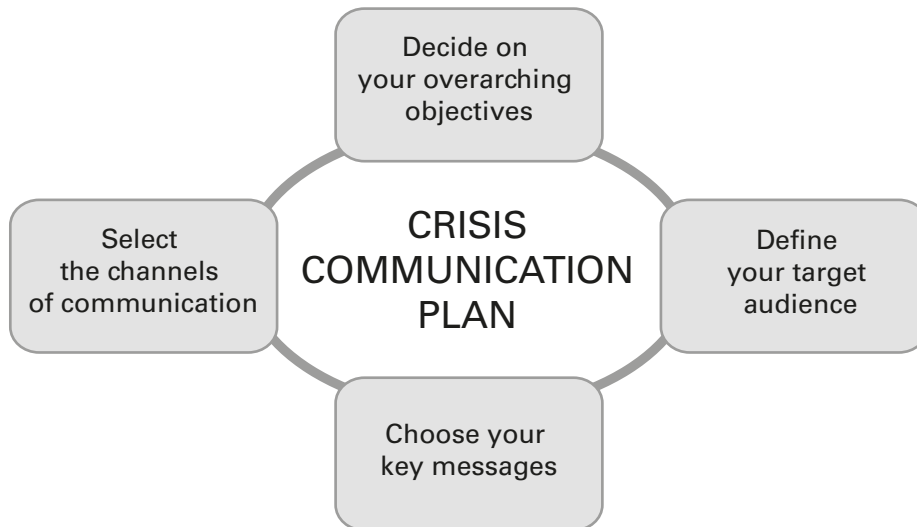 Decide on
your overarching
objectives
Select
the channels
of communication
CRISIS
COMMUNICATION
PLAN
Define
your target
audience
Choose your
key messages